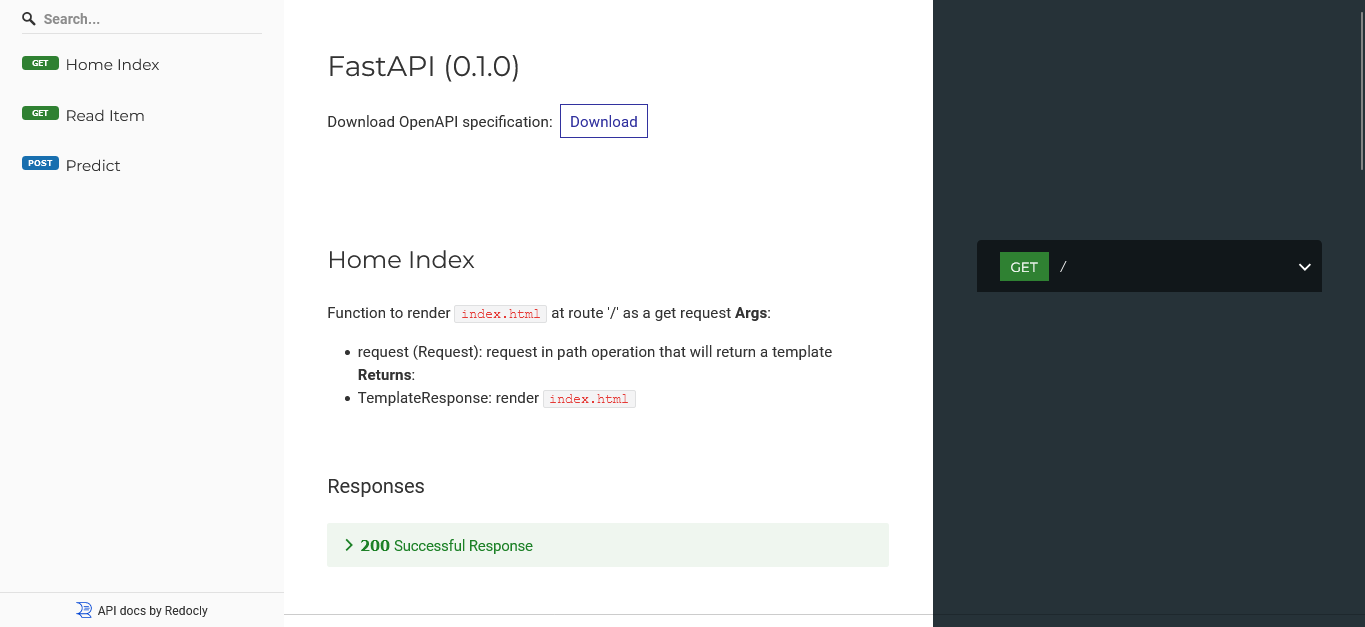 Search...
GET Home Index
GET Read Item
POST Predict
API docs by Redocly
FastAPI (0.1.0)
Download OpenAPI specification: Download
Home Index
Function to render index.html at route '/' as a get request Args:
• request (Request): request in path operation that will return a template
Returns:
• TemplateResponse: render index.html
Responses
200 Successful Response
GET /